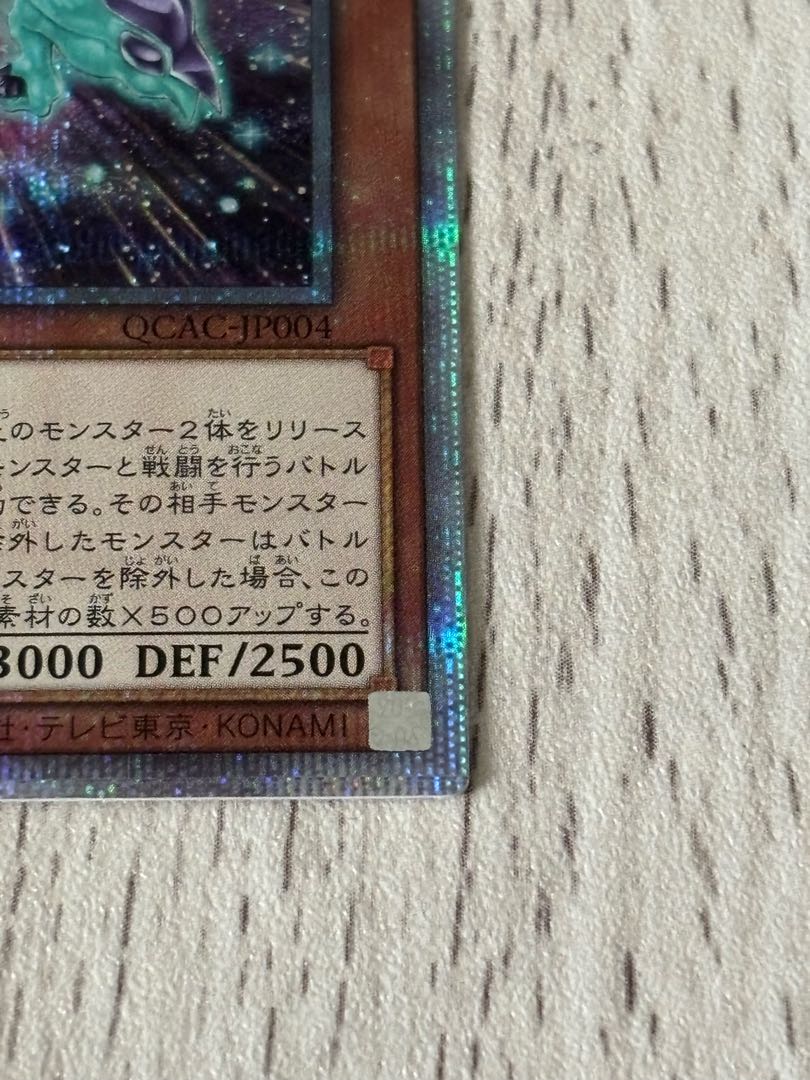 QCAC-JP004
のモンスター2体をリリース
モンスターと戦闘を行うバトル
できる。その相手モンスター
除外したモンスターはバトル
スターを除外した場合、この
素材の数×500アップする。
3000 DEF/2500
社・テレビ東京・KONAMI